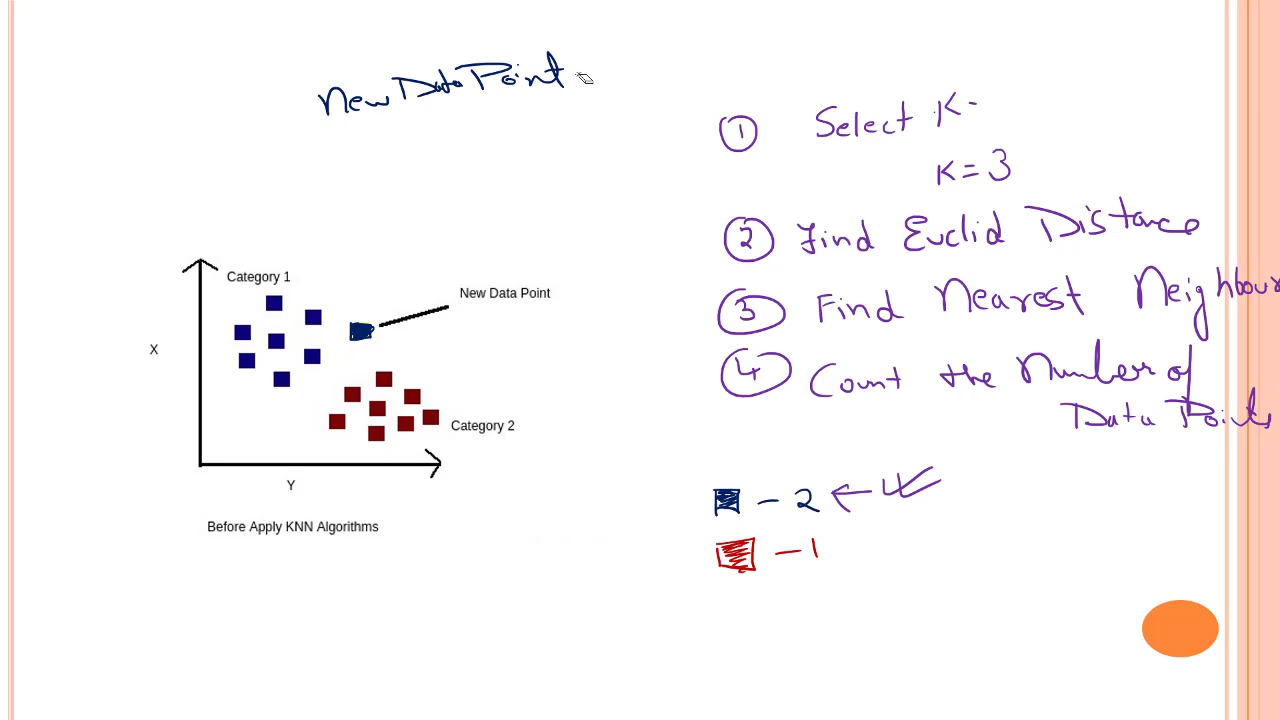 New Data Point
① Select K-
K = 3
② Find Euclid Distance
③ Find Nearest Neighbour
④ Count the Number of
Data Points
Category 1
New Data Point
X
Category 2
Y
Before Apply KNN Algorithms
– 2 ←
– 1